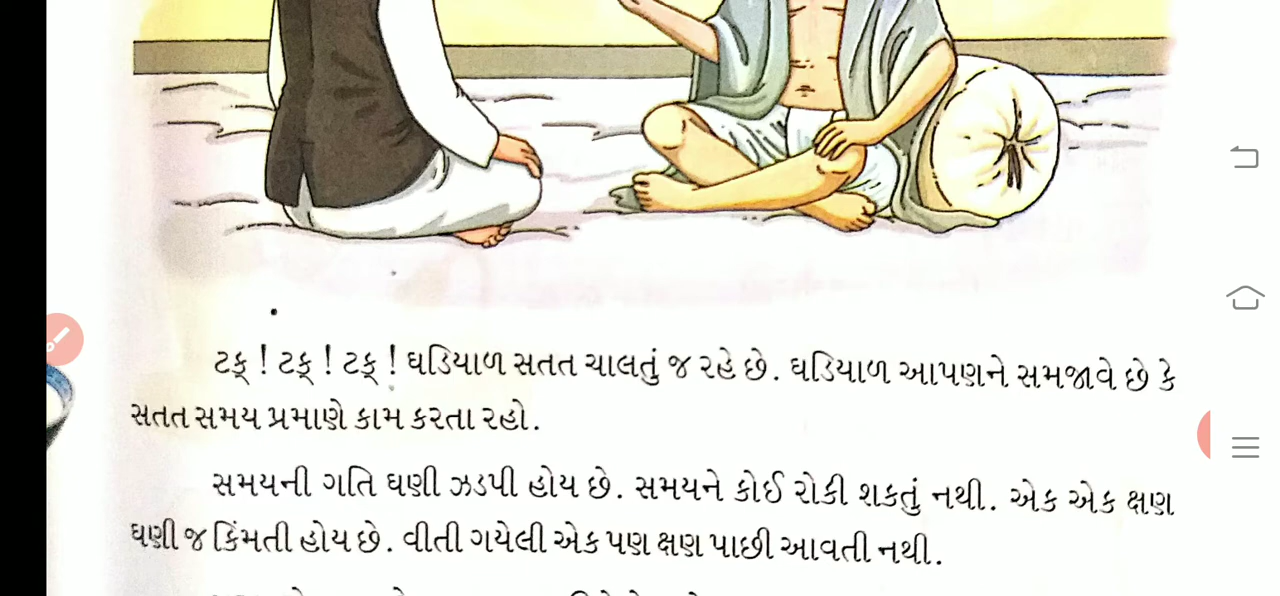 ટક્ ! ટક્ ! ટક્ ! ઘડિયાળ સતત ચાલતું જ રહે છે. ઘડિયાળ આપણને સમજાવે છે કે
સતત સમય પ્રમાણે કામ કરતા રહો.
સમયની ગતિ ઘણી ઝડપી હોય છે. સમયને કોઈ રોકી શકતું નથી. એક એક ક્ષણ
ઘણી જ કિંમતી હોય છે. વીતી ગયેલી એક પણ ક્ષણ પાછી આવતી નથી.